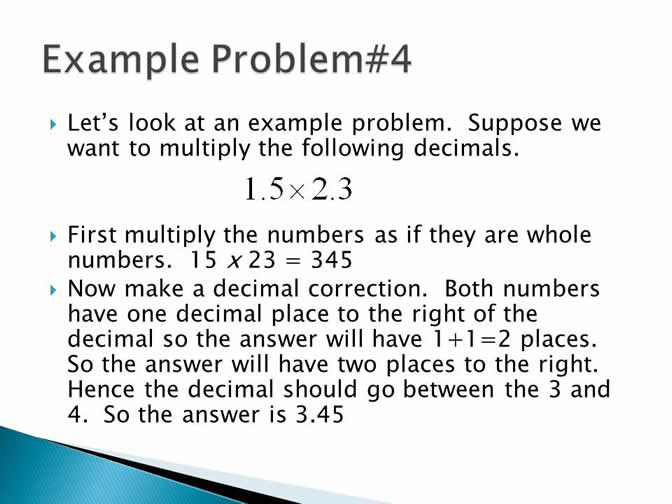 Example Problem#4
Let's look at an example problem.  Suppose we
want to multiply the following decimals.
1.5×2.3
First multiply the numbers as if they are whole
numbers.  15 x 23 = 345
Now make a decimal correction.  Both numbers
have one decimal place to the right of the
decimal so the answer will have 1+1=2 places.
So the answer will have two places to the right.
Hence the decimal should go between the 3 and
4.  So the answer is 3.45